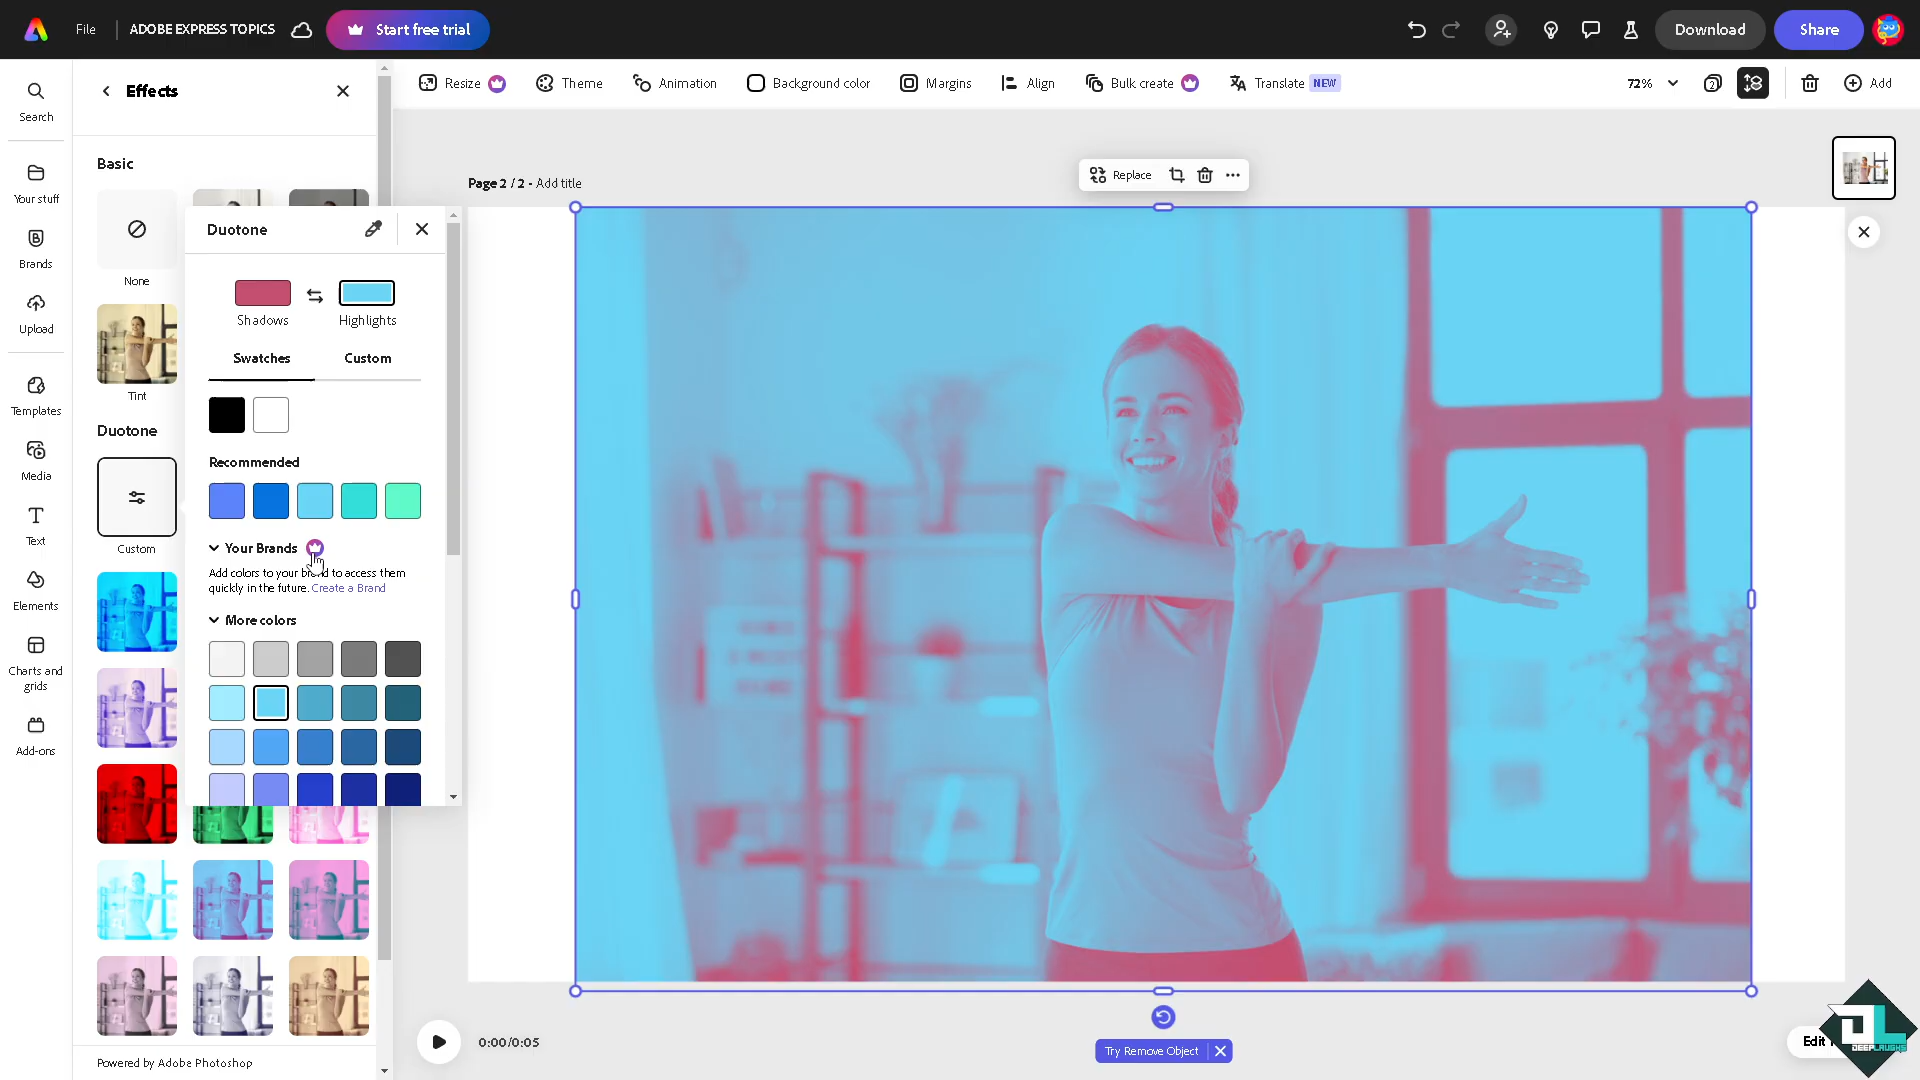 File
ADOBE EXPRESS TOPICS
Start free trial
Download
Share
Search
Your stuff
Brands
Upload
Templates
Media
Text
Elements
Charts and
grids
Add-ons
Effects
Basic
None
Tint
Duotone
Custom
Powered by Adobe Photoshop
Duotone
Shadows
Highlights
Swatches
Custom
Recommended
Your Brands
Add colors to your brand to access them
quickly in the future. Create a Brand
More colors
Resize
Theme
Animation
Background color
Margins
Align
Bulk create
Translate NEW
72%
2
Add
Page 2 / 2 - Add title
Replace
0:00/0:05
Try Remove Object
Edit
JL
DEEPLAUGHS